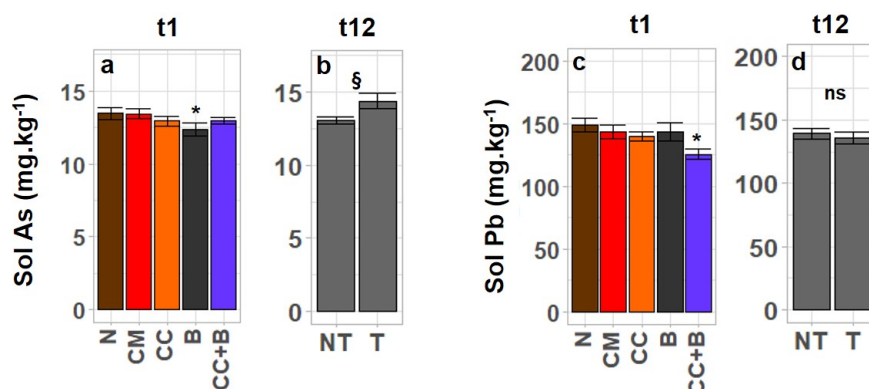 t1
t12
t1
t12
a
b
c
d
*
§
*
ns
Sol As (mg.kg⁻¹)
15
10
5
0
15
10
5
0
Sol Pb (mg.kg⁻¹)
200
150
100
50
0
200
150
100
50
0
N
CM
CC
B
CC+B
NT
T
N
CM
CC
B
CC+B
NT
T